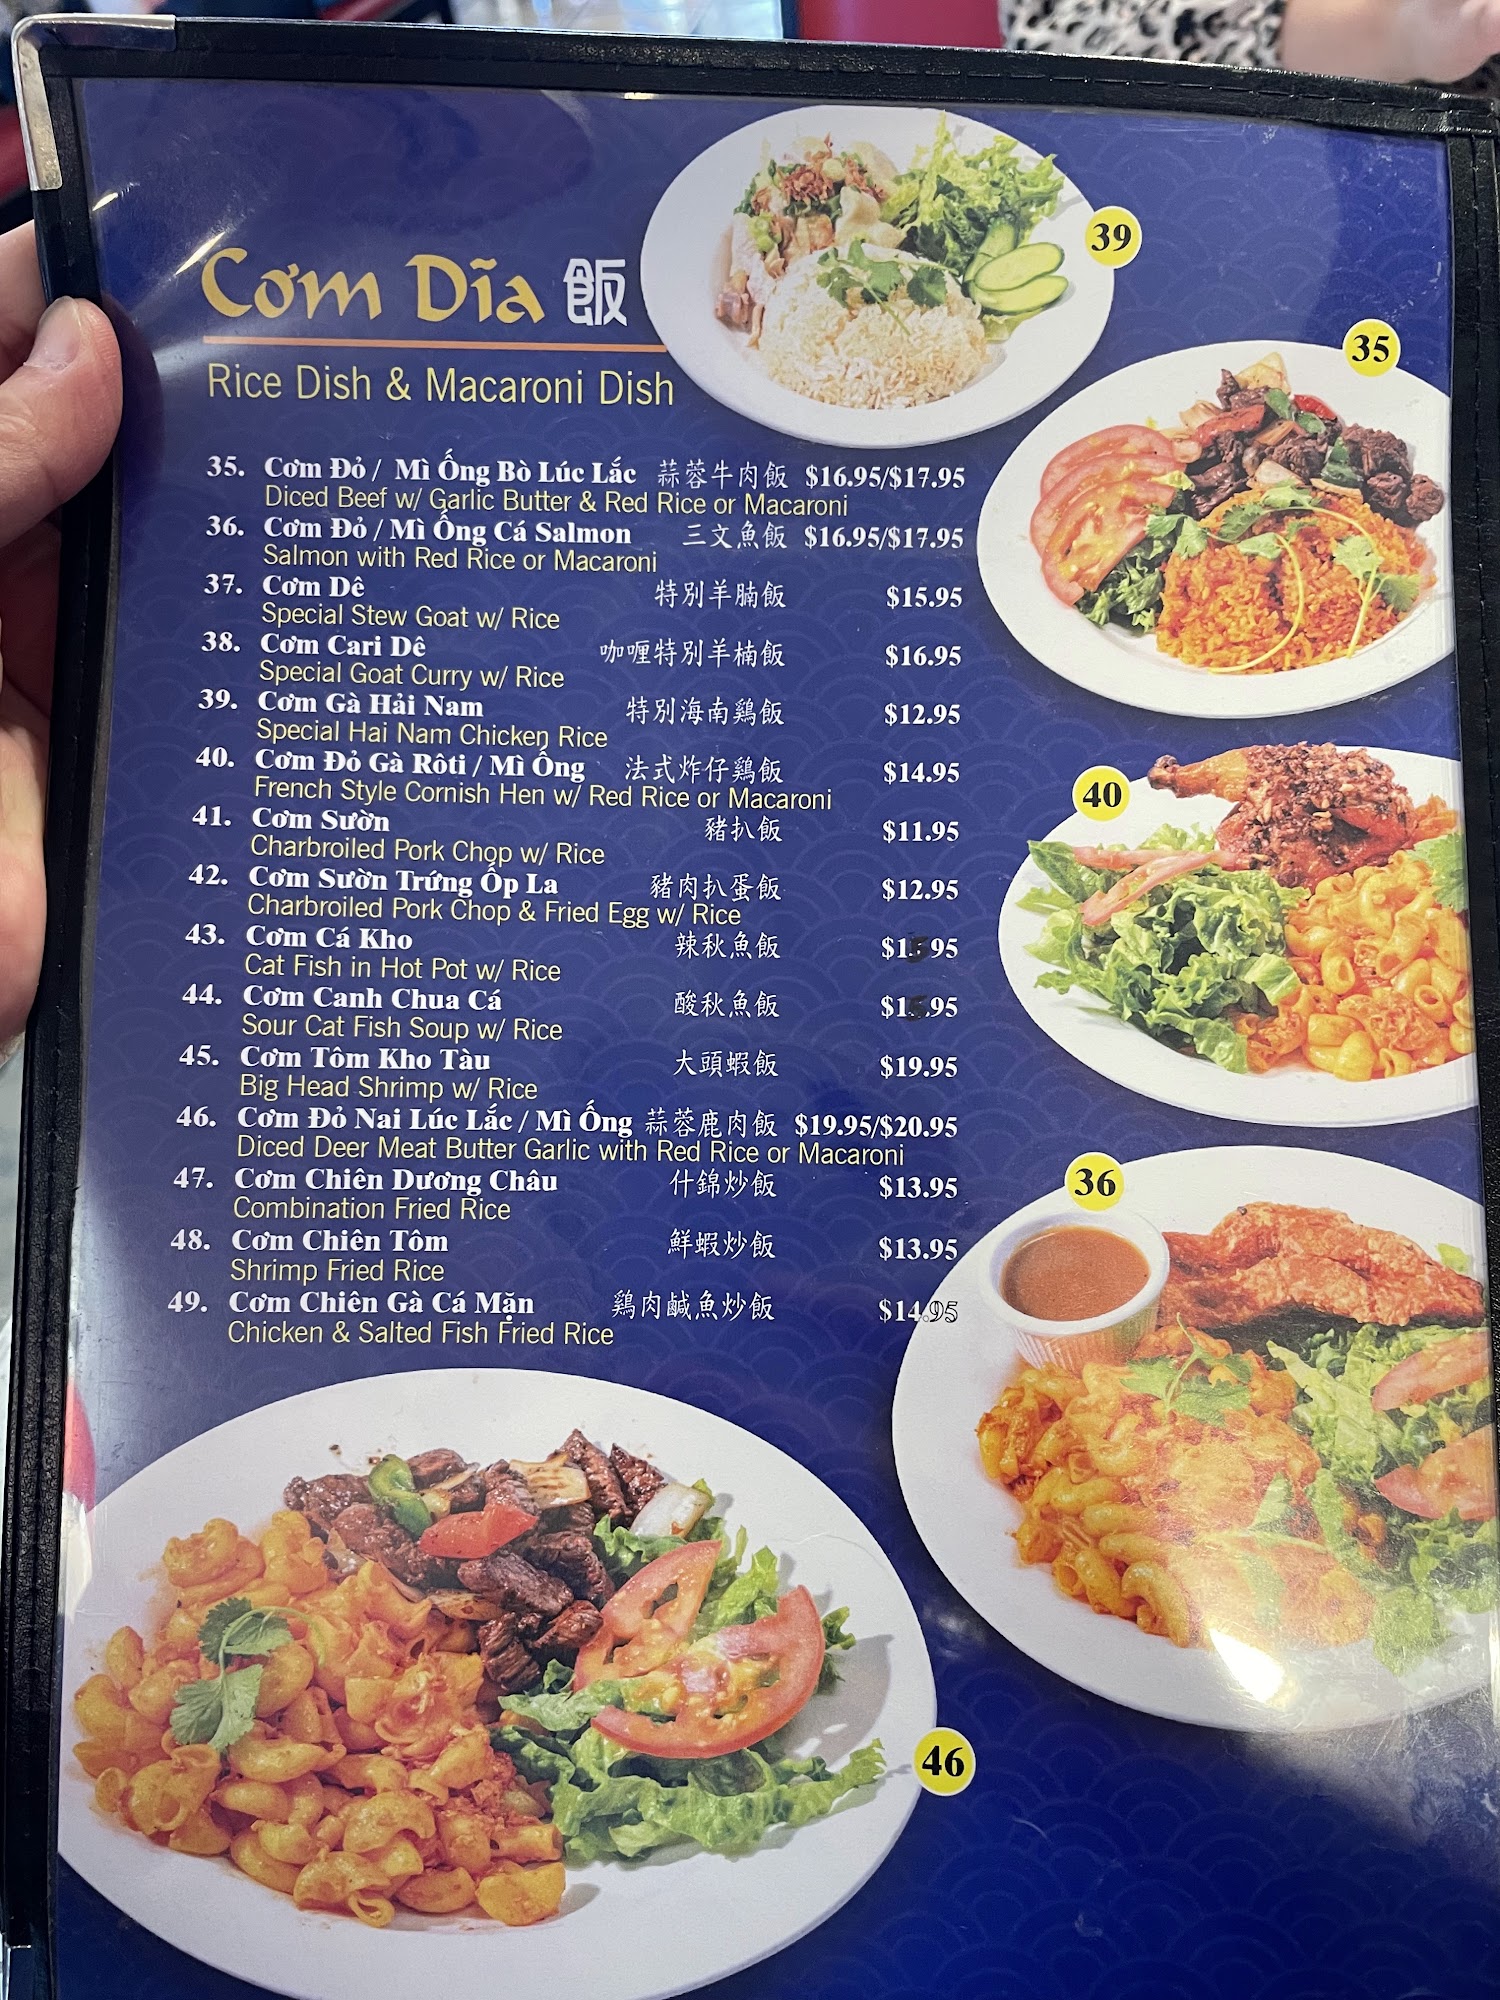 Cơm Dĩa 飯
Rice Dish & Macaroni Dish
39
35
35. Cơm Đỏ / Mì Ống Bò Lúc Lắc 蒜蓉牛肉飯 $16.95/$17.95
Diced Beef w/ Garlic Butter & Red Rice or Macaroni
36. Cơm Đỏ / Mì Ống Cá Salmon 三文魚飯 $16.95/$17.95
Salmon with Red Rice or Macaroni
37. Cơm Dê 特別羊腩飯 $15.95
Special Stew Goat w/ Rice
38. Cơm Cari Dê 咖喱特別羊楠飯 $16.95
Special Goat Curry w/ Rice
39. Cơm Gà Hải Nam 特別海南鷄飯 $12.95
Special Hai Nam Chicken Rice
40. Cơm Đỏ Gà Rôti / Mì Ống 法式炸仔鷄飯 $14.95
French Style Cornish Hen w/ Red Rice or Macaroni
40
41. Cơm Sườn 豬扒飯 $11.95
Charbroiled Pork Chop w/ Rice
42. Cơm Sườn Trứng Ốp La 豬肉扒蛋飯 $12.95
Charbroiled Pork Chop & Fried Egg w/ Rice
43. Cơm Cá Kho 辣秋魚飯
Cat Fish in Hot Pot w/ Rice
44. Cơm Canh Chua Cá 酸秋魚飯
Sour Cat Fish Soup w/ Rice
45. Cơm Tôm Kho Tàu 大頭蝦飯 $19.95
Big Head Shrimp w/ Rice
46. Cơm Đỏ Nai Lúc Lắc / Mì Ống 蒜蓉鹿肉飯 $19.95/$20.95
Diced Deer Meat Butter Garlic with Red Rice or Macaroni
47. Cơm Chiên Dương Châu 什錦炒飯 $13.95
Combination Fried Rice
36
48. Cơm Chiên Tôm 鮮蝦炒飯 $13.95
Shrimp Fried Rice
49. Cơm Chiên Gà Cá Mặn 鷄肉鹹魚炒飯 $14.95
Chicken & Salted Fish Fried Rice
46